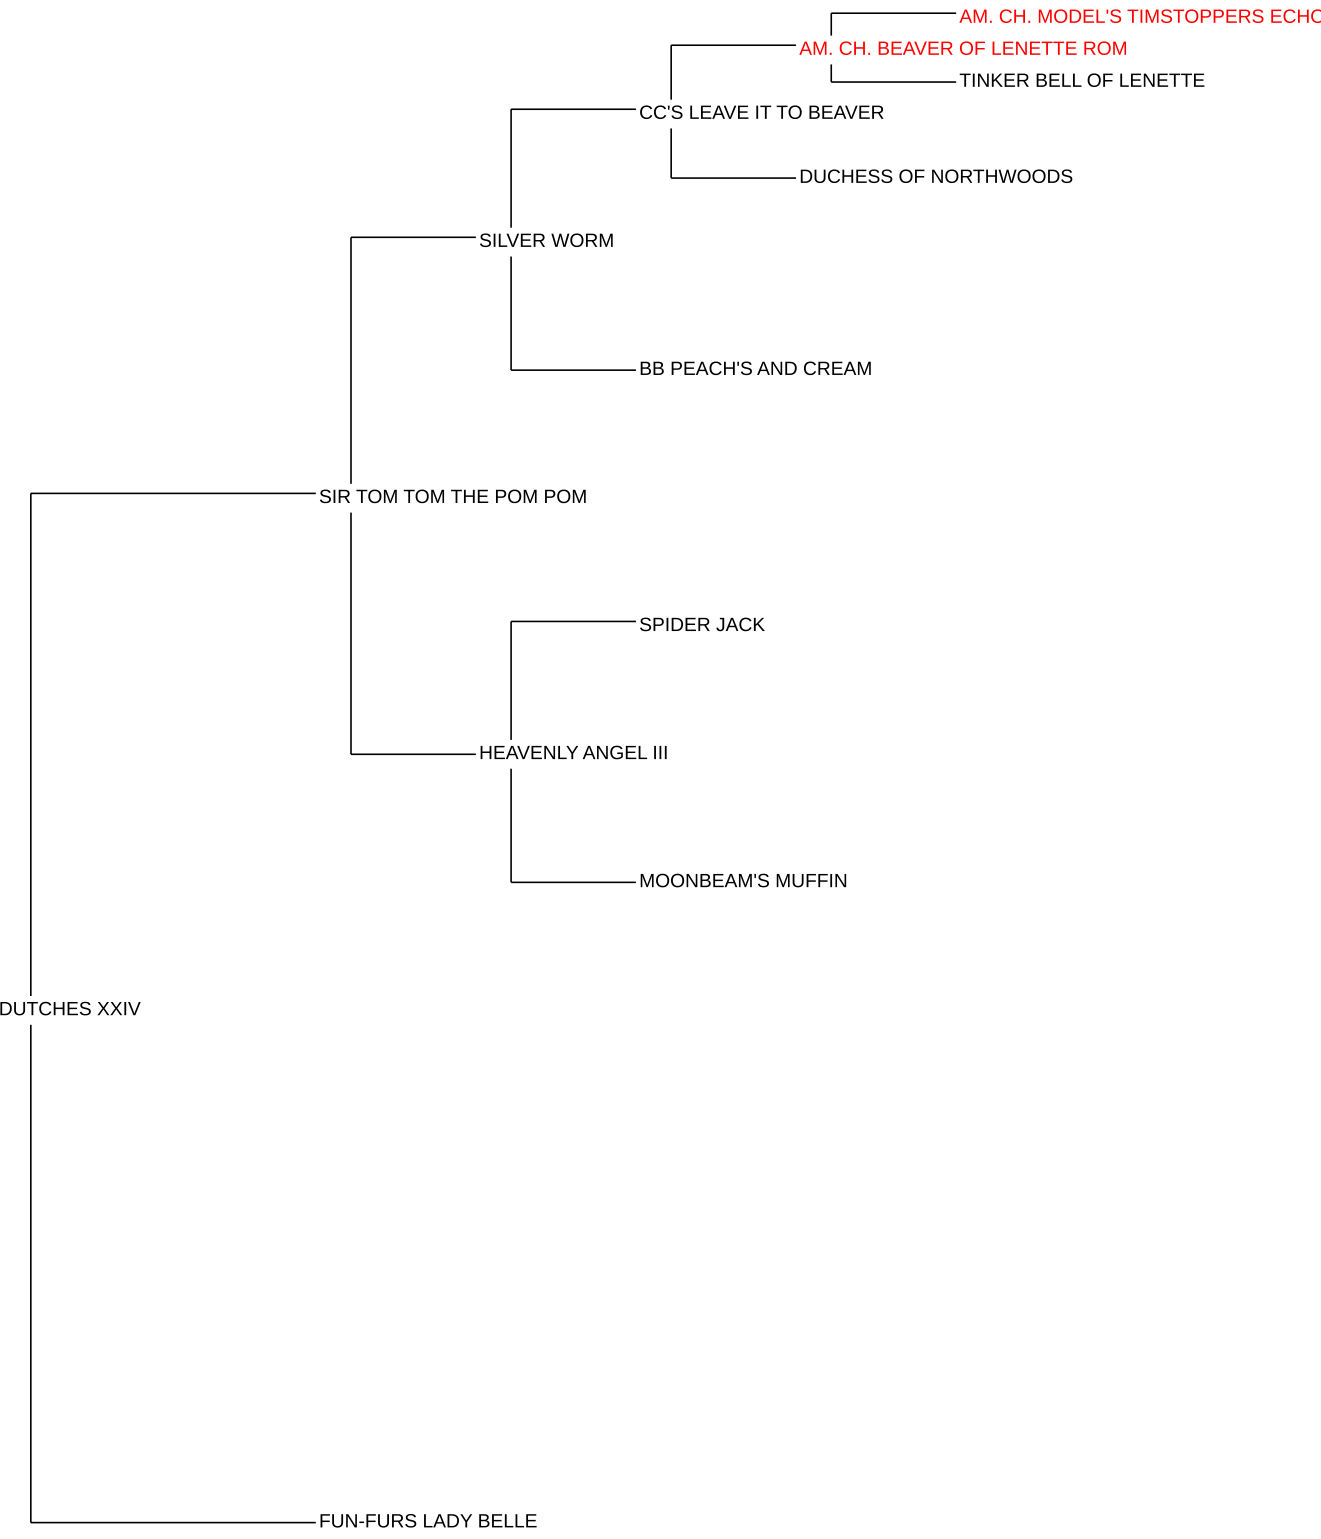 AM. CH. MODEL'S TIMSTOPPERS ECHO
AM. CH. BEAVER OF LENETTE ROM
TINKER BELL OF LENETTE
CC'S LEAVE IT TO BEAVER
DUCHESS OF NORTHWOODS
SILVER WORM
BB PEACH'S AND CREAM
SIR TOM TOM THE POM POM
SPIDER JACK
HEAVENLY ANGEL III
MOONBEAM'S MUFFIN
DUTCHES XXIV
FUN-FURS LADY BELLE